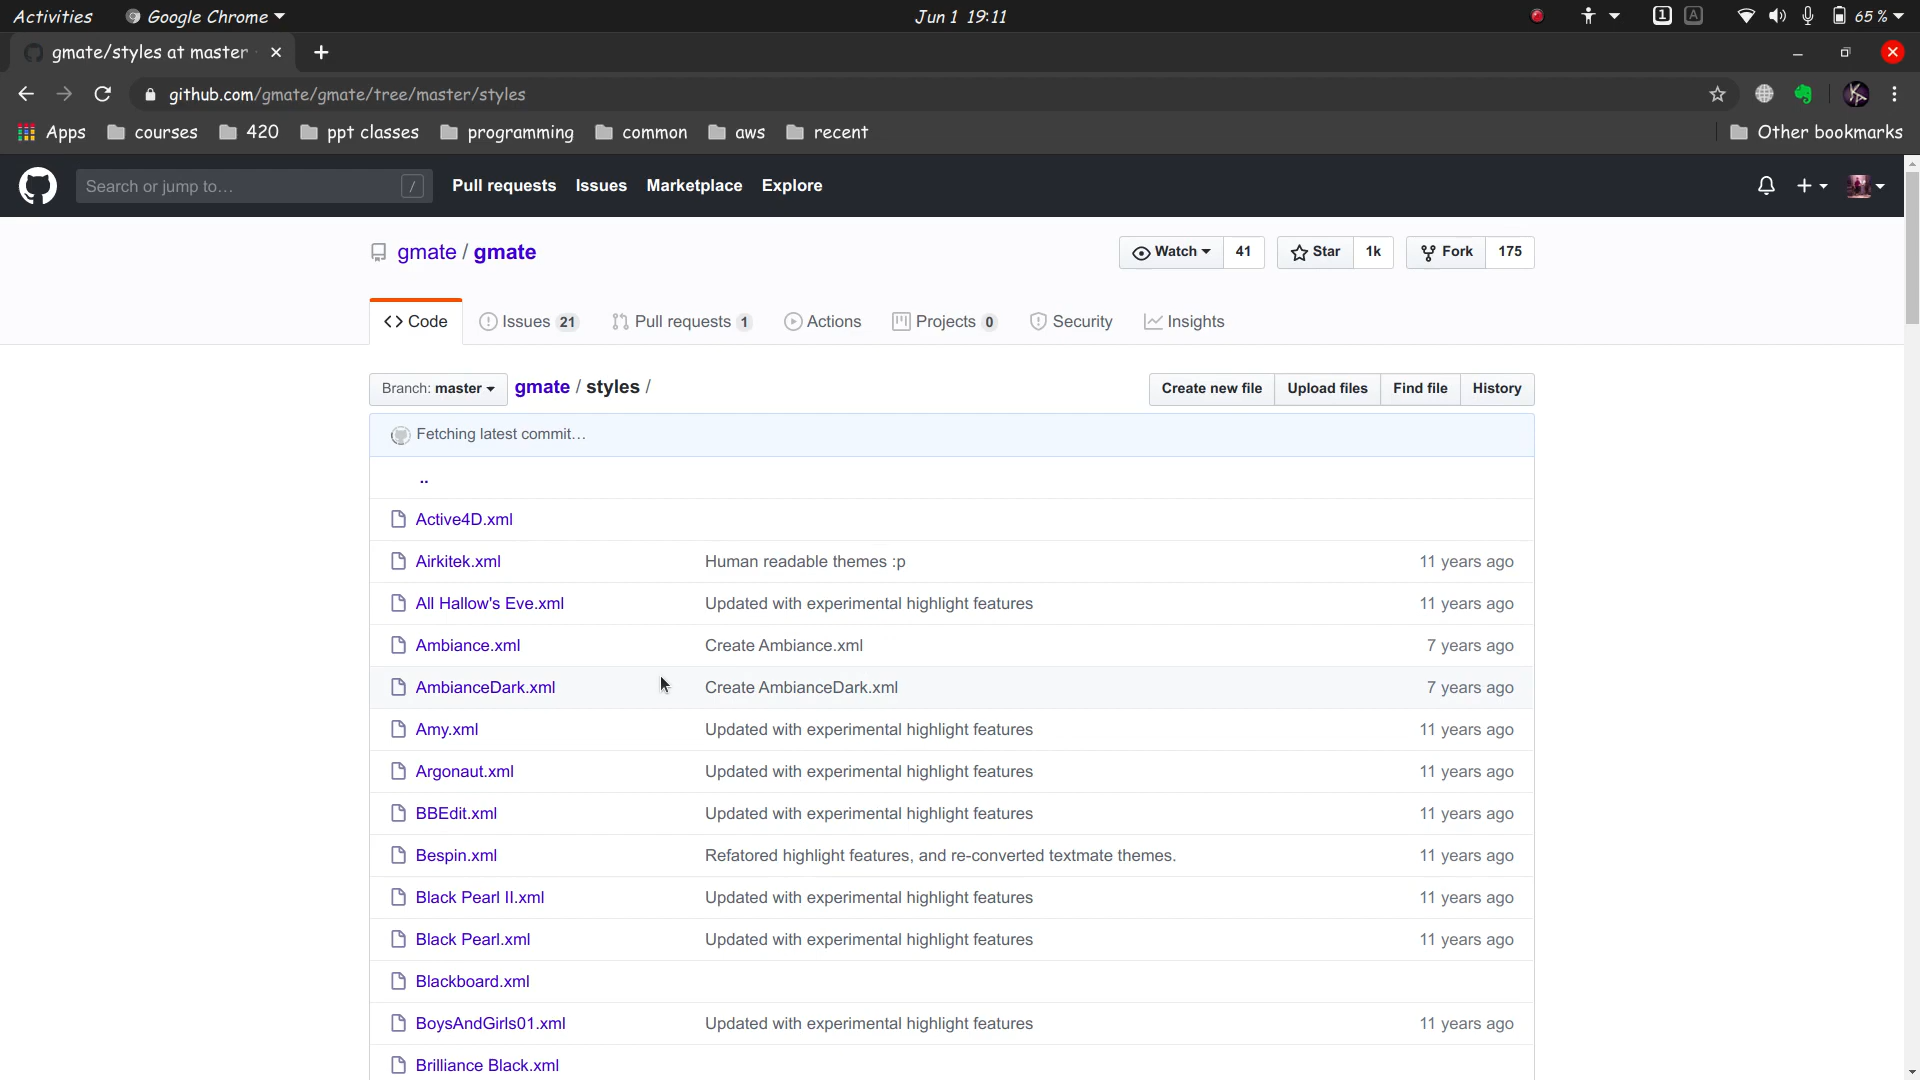 Activities Google Chrome Jun 1 19:11 1 A 65 %
gmate/styles at master
github.com/gmate/gmate/tree/master/styles
Apps courses 420 ppt classes programming common aws recent Other bookmarks
Search or jump to… / Pull requests Issues Marketplace Explore
gmate / gmate Watch 41 Star 1k Fork 175
Code Issues 21 Pull requests 1 Actions Projects 0 Security Insights
Branch: master gmate / styles / Create new file Upload files Find file History
Fetching latest commit…
..
Active4D.xml
Airkitek.xml Human readable themes :p 11 years ago
All Hallow's Eve.xml Updated with experimental highlight features 11 years ago
Ambiance.xml Create Ambiance.xml 7 years ago
AmbianceDark.xml Create AmbianceDark.xml 7 years ago
Amy.xml Updated with experimental highlight features 11 years ago
Argonaut.xml Updated with experimental highlight features 11 years ago
BBEdit.xml Updated with experimental highlight features 11 years ago
Bespin.xml Refatored highlight features, and re-converted textmate themes. 11 years ago
Black Pearl II.xml Updated with experimental highlight features 11 years ago
Black Pearl.xml Updated with experimental highlight features 11 years ago
Blackboard.xml
BoysAndGirls01.xml Updated with experimental highlight features 11 years ago
Brilliance Black.xml